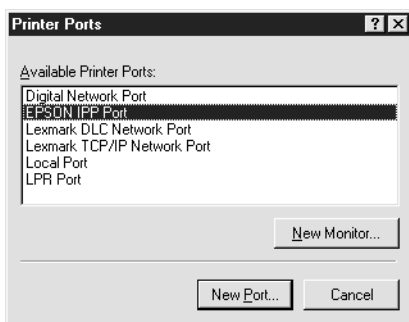 Printer Ports
Available Printer Ports:
Digital Network Port
EPSON IPP Port
Lexmark DLC Network Port
Lexmark TCP/IP Network Port
Local Port
LPR Port
New Monitor...
New Port... Cancel